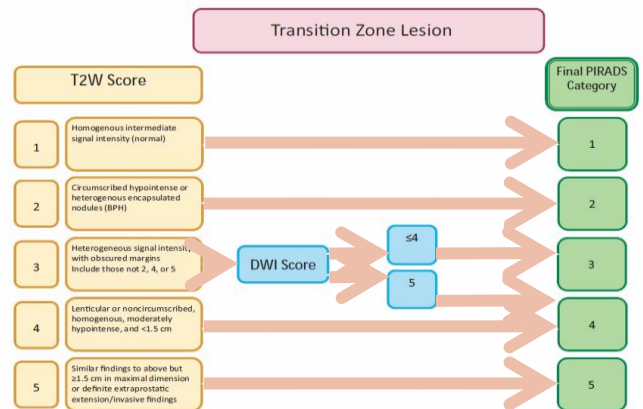 Transition Zone Lesion
T2W Score
Final PIRADS
Category
1
Homogenous intermediate
signal intensity (normal)
1
2
Circumscribed hypointense or
heterogenous encapsulated
nodules (BPH)
2
3
Heterogeneous signal intensity
with obscured margins
Include those not 2, 4, or 5
DWI Score
≤4
5
3
4
Lenticular or noncircumscribed,
homogenous, moderately
hypointense, and <1.5 cm
4
5
Similar findings to above but
≥1.5 cm in maximal dimension
or definite extraprostatic
extension/invasive findings
5